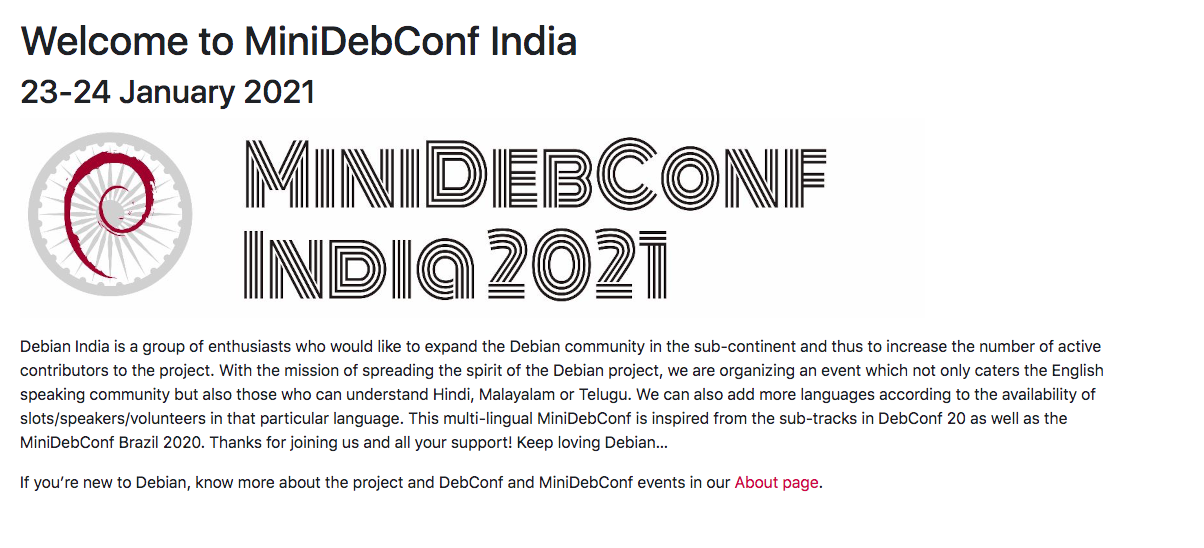 Welcome to MiniDebConf India
23-24 January 2021
MiniDebConf
India 2021
Debian India is a group of enthusiasts who would like to expand the Debian community in the sub-continent and thus to increase the number of active
contributors to the project. With the mission of spreading the spirit of the Debian project, we are organizing an event which not only caters the English
speaking community but also those who can understand Hindi, Malayalam or Telugu. We can also add more languages according to the availability of
slots/speakers/volunteers in that particular language. This multi-lingual MiniDebConf is inspired from the sub-tracks in DebConf 20 as well as the
MiniDebConf Brazil 2020. Thanks for joining us and all your support! Keep loving Debian...
If you’re new to Debian, know more about the project and DebConf and MiniDebConf events in our About page.